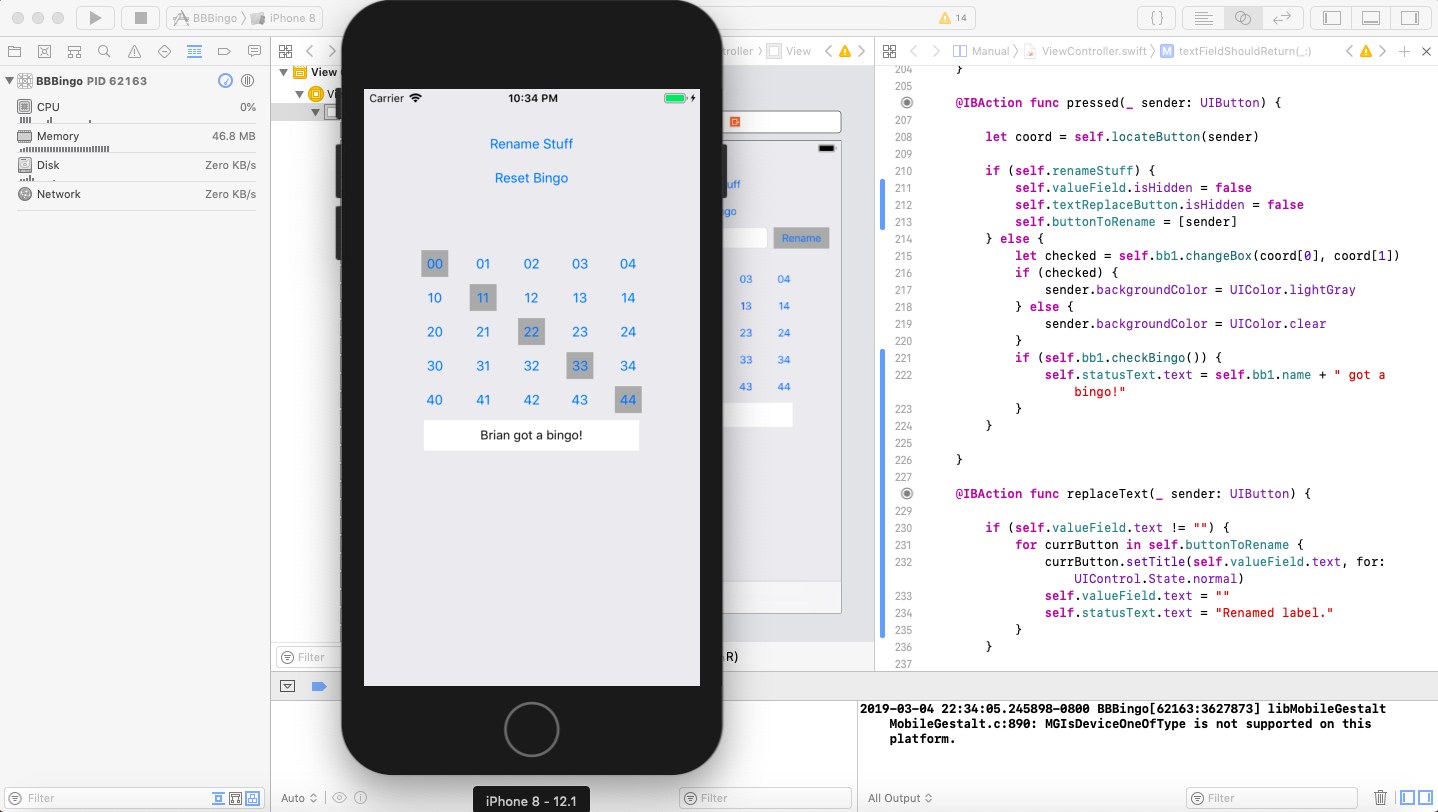 BBBingo
iPhone 8
14
BBBingo PID 62163
CPU
0%
Memory
46.8 MB
Disk
Zero KB/s
Network
Zero KB/s
Filter
View
View
Manual
ViewController.swift
M
textFieldShouldReturn(_:)
Carrier
10:34 PM
Rename Stuff
Reset Bingo
00 01 02 03 04
10 11 12 13 14
20 21 22 23 24
30 31 32 33 34
40 41 42 43 44
Brian got a bingo!
Rename
03 04
13 14
23 24
33 34
43 44
Filter
204 }
205
@IBAction func pressed(_ sender: UIButton) {
207
208 let coord = self.locateButton(sender)
209
210 if (self.renameStuff) {
211 self.valueField.isHidden = false
212 self.textReplaceButton.isHidden = false
213 self.buttonToRename = [sender]
214 } else {
215 let checked = self.bb1.changeBox(coord[0], coord[1])
216 if (checked) {
217 sender.backgroundColor = UIColor.lightGray
218 } else {
219 sender.backgroundColor = UIColor.clear
220 }
221 if (self.bb1.checkBingo()) {
222 self.statusText.text = self.bb1.name + " got a
bingo!"
223 }
224 }
225
226 }
227
@IBAction func replaceText(_ sender: UIButton) {
229
230 if (self.valueField.text != "") {
231 for currButton in self.buttonToRename {
232 currButton.setTitle(self.valueField.text, for:
UIControl.State.normal)
233 self.valueField.text = ""
234 self.statusText.text = "Renamed label."
235 }
236 }
237
2019-03-04 22:34:05.245898-0800 BBBingo[62163:3627873] libMobileGestalt
MobileGestalt.c:890: MGIsDeviceOneOfType is not supported on this
platform.
Auto
iPhone 8 - 12.1
Filter
All Output
Filter